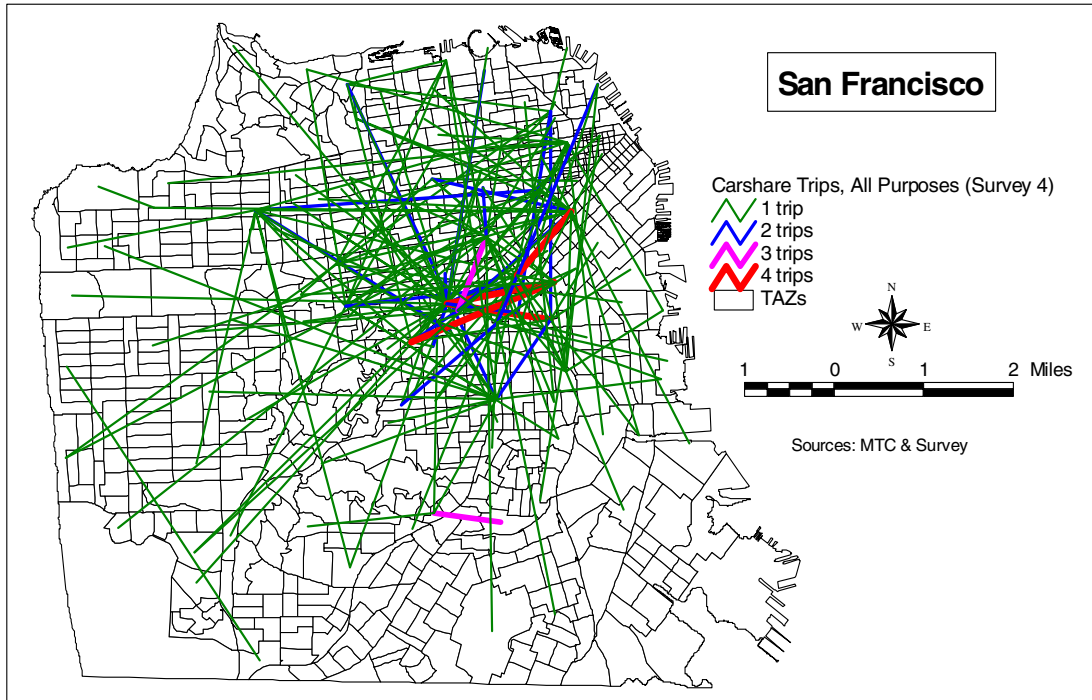 San Francisco
Carshare Trips, All Purposes (Survey 4)
1 trip
2 trips
3 trips
4 trips
TAZs
N
W E
S
1 0 1 2 Miles
Sources: MTC & Survey